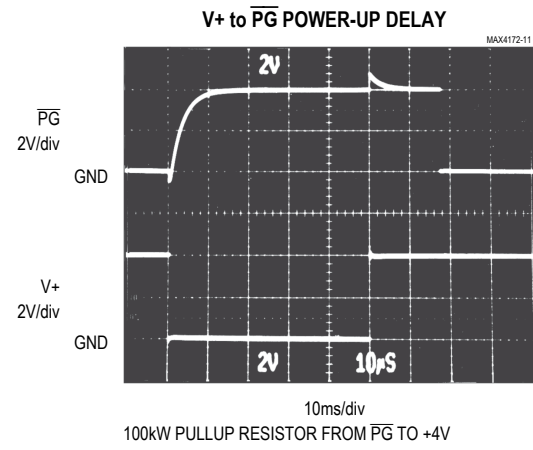 V+ to PG POWER-UP DELAY
MAX4172-11
2V
PG
2V/div
GND
V+
2V/div
GND
2V
10µS
10ms/div
100kW PULLUP RESISTOR FROM PG TO +4V